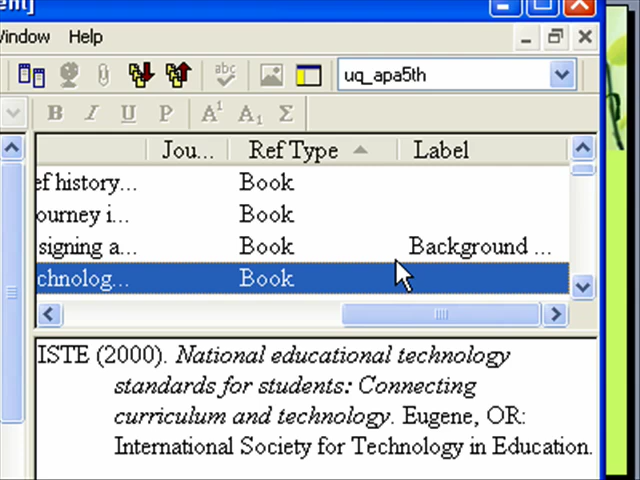 ent]
Window Help
abc
uq_apa5th
B I U P A1 A1 Σ
Jou... Ref Type Label
ef history... Book
ourney i... Book
signing a... Book Background ...
chnolog... Book
ISTE (2000). National educational technology
standards for students: Connecting
curriculum and technology. Eugene, OR:
International Society for Technology in Education.